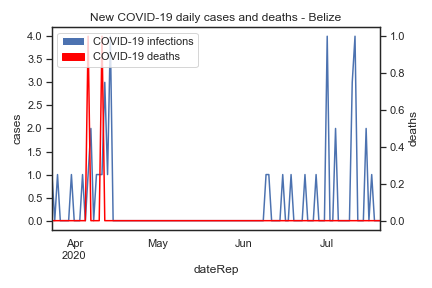 New COVID-19 daily cases and deaths - Belize
COVID-19 infections
COVID-19 deaths
4.0
3.5
3.0
2.5
2.0
1.5
1.0
0.5
0.0
cases
1.0
0.8
0.6
0.4
0.2
0.0
deaths
Apr
2020
May
Jun
Jul
dateRep